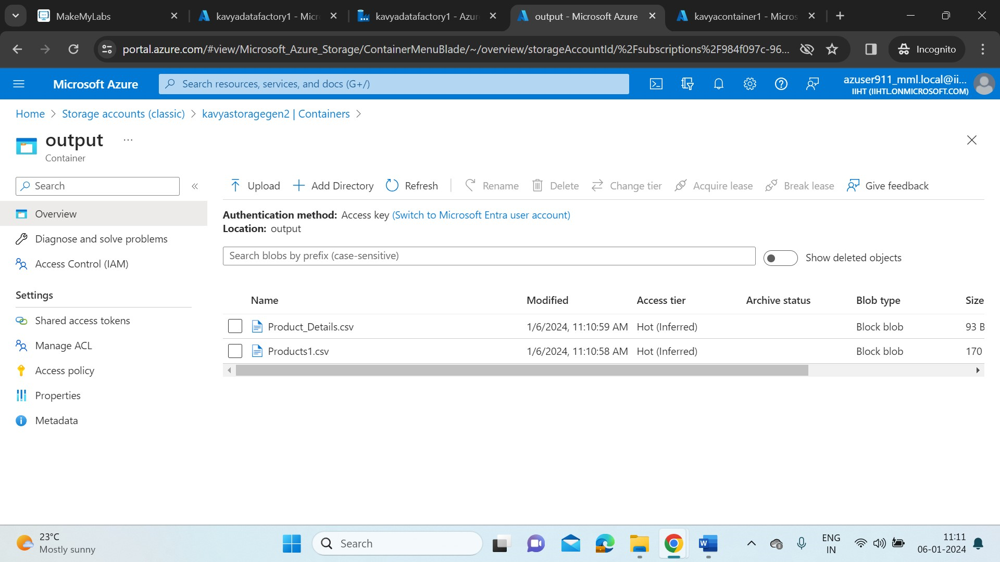 MakeMyLabs
kavyadatafactory1 - Micr
kavyadatafactory1 - Azur
output - Microsoft Azure
kavyacontainer1 - Micros
portal.azure.com/#view/Microsoft_Azure_Storage/ContainerMenuBlade/~/overview/storageAccountId/%2Fsubscriptions%2F984f097c-96...
Incognito
Microsoft Azure
Search resources, services, and docs (G+/)
azuser911_mml.local@ii...
IIHT (IIHTL.ONMICROSOFT.COM)
Home > Storage accounts (classic) > kavyastoragegen2 | Containers >
output ...
Container
Search
«
Upload
Add Directory
Refresh
Rename
Delete
Change tier
Acquire lease
Break lease
Give feedback
Overview
Diagnose and solve problems
Access Control (IAM)
Settings
Shared access tokens
Manage ACL
Access policy
Properties
Metadata
Authentication method: Access key (Switch to Microsoft Entra user account)
Location: output
Search blobs by prefix (case-sensitive)
Show deleted objects
Name Modified Access tier Archive status Blob type Size
Product_Details.csv 1/6/2024, 11:10:59 AM Hot (Inferred) Block blob 93 B
Products1.csv 1/6/2024, 11:10:58 AM Hot (Inferred) Block blob 170
23°C
Mostly sunny
Search
ENG
IN
11:11
06-01-2024